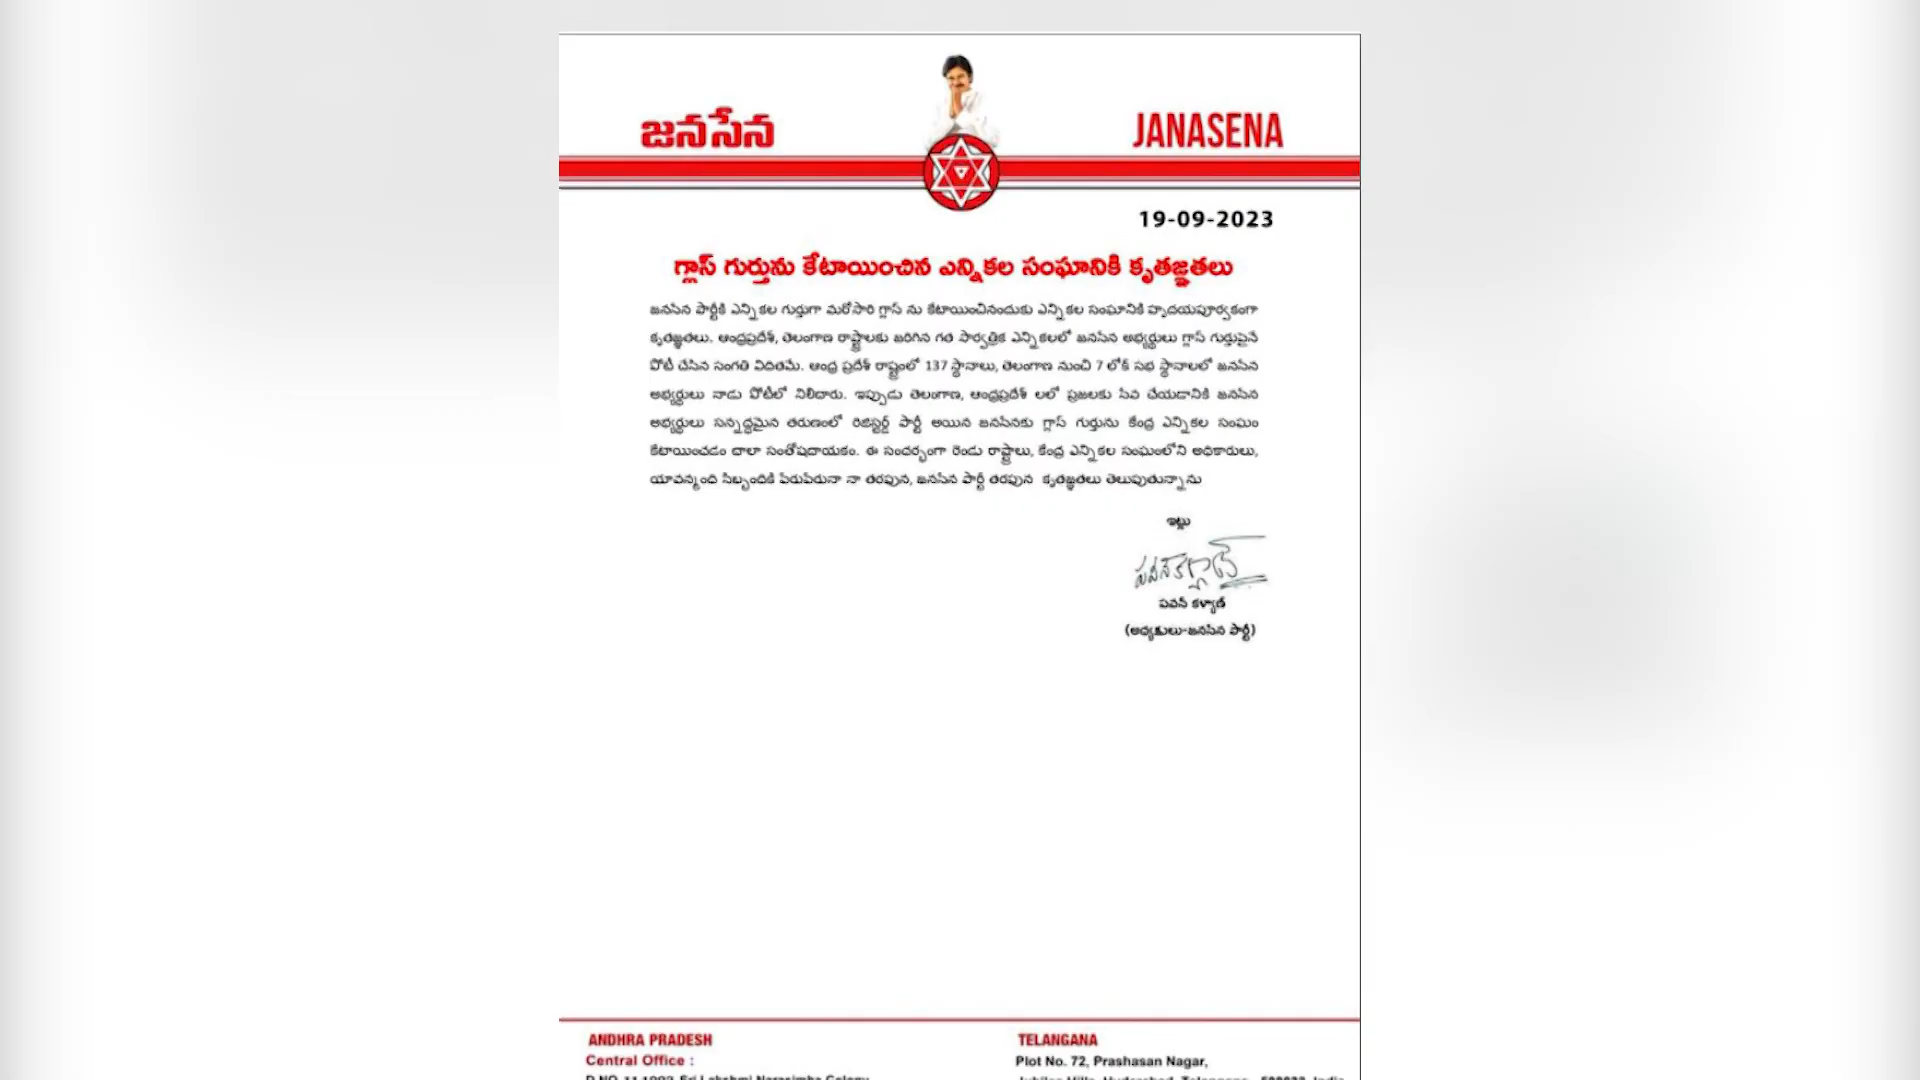 జనసేన
JANASENA
19-09-2023
గ్లాస్ గుర్తును కేటాయించిన ఎన్నికల సంఘానికి కృతజ్ఞతలు
జనసేన పార్టీకి ఎన్నికల గుర్తుగా మరోసారి గ్లాస్ ను కేటాయించినందుకు ఎన్నికల సంఘానికి హృదయపూర్వకంగా
కృతజ్ఞతలు. ఆంధ్రప్రదేశ్, తెలంగాణ రాష్ట్రాలకు జరిగిన గత సార్వత్రిక ఎన్నికలలో జనసేన అభ్యర్థులు గ్లాస్ గుర్తుపైనే
పోటీ చేసిన సంగతి విదితమే. ఆంధ్ర ప్రదేశ్ రాష్ట్రంలో 137 స్థానాలు, తెలంగాణ నుంచి 7 లోక్ సభ స్థానాలలో జనసేన
అభ్యర్థులు నాడు పోటీలో నిలిచారు. ఇప్పుడు తెలంగాణ, ఆంధ్రప్రదేశ్ లలో ప్రజలకు సేవ చేయడానికి జనసేన
అభ్యర్థులు సన్నద్ధమైన తరుణంలో రిజిస్టర్డ్ పార్టీ అయిన జనసేనకు గ్లాస్ గుర్తును కేంద్ర ఎన్నికల సంఘం
కేటాయించడం చాలా సంతోషదాయకం. ఈ సందర్భంగా రెండు రాష్ట్రాలు, కేంద్ర ఎన్నికల సంఘంలోని అధికారులు,
యావన్మంది సిబ్బందికి పేరుపేరునా నా తరపున, జనసేన పార్టీ తరపున కృతజ్ఞతలు తెలుపుతున్నాను
ఇట్లు
పవన్ కళ్యాణ్
(అధ్యక్షులు-జనసేన పార్టీ)
ANDHRA PRADESH
Central Office :
TELANGANA
Plot No. 72, Prashasan Nagar,